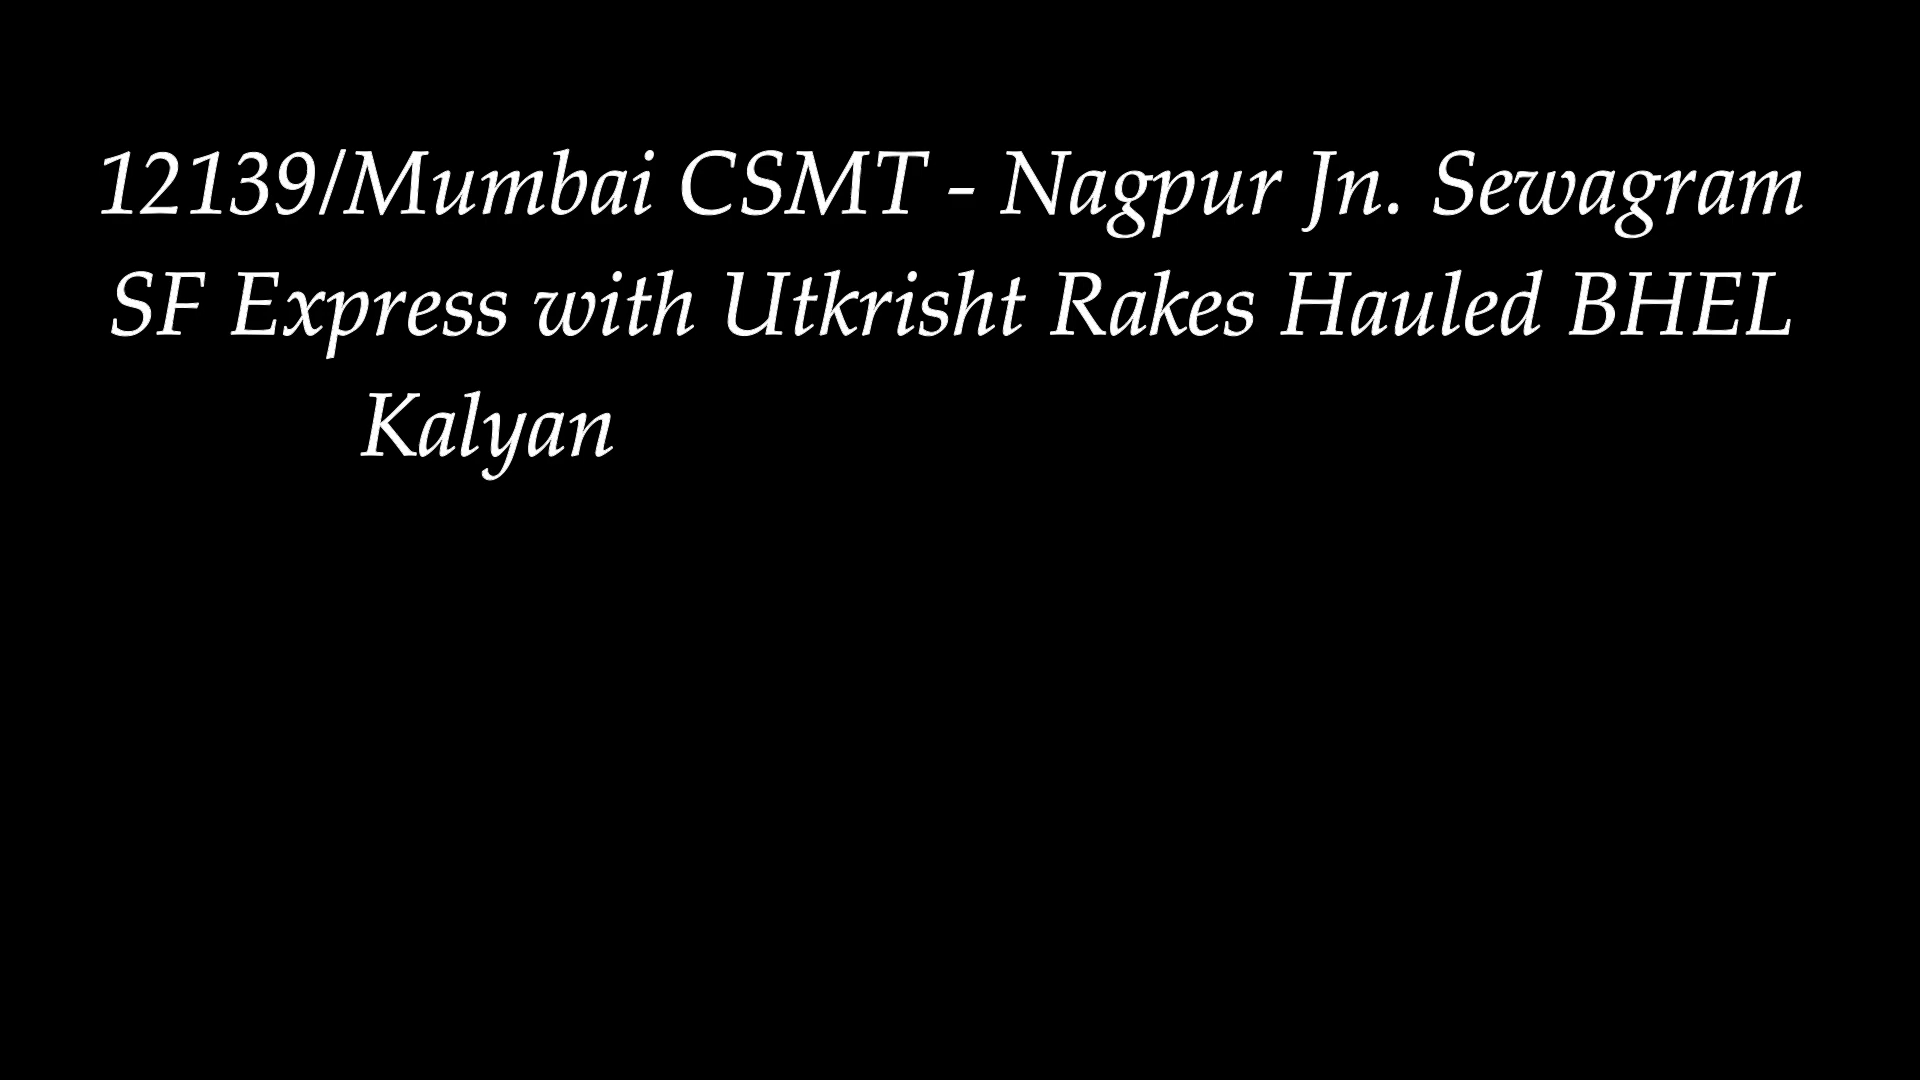 12139/Mumbai CSMT - Nagpur Jn. Sewagram
SF Express with Utkrisht Rakes Hauled BHEL
Kalyan